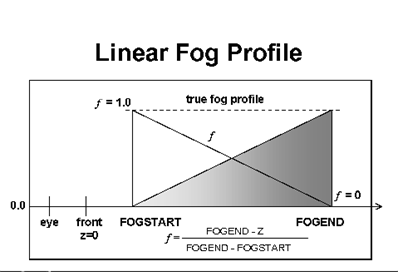 Linear Fog Profile
f = 1.0
true fog profile
f
f = 0
0.0
eye
front
z=0
FOGSTART
FOGEND
f = FOGEND - Z
FOGEND - FOGSTART